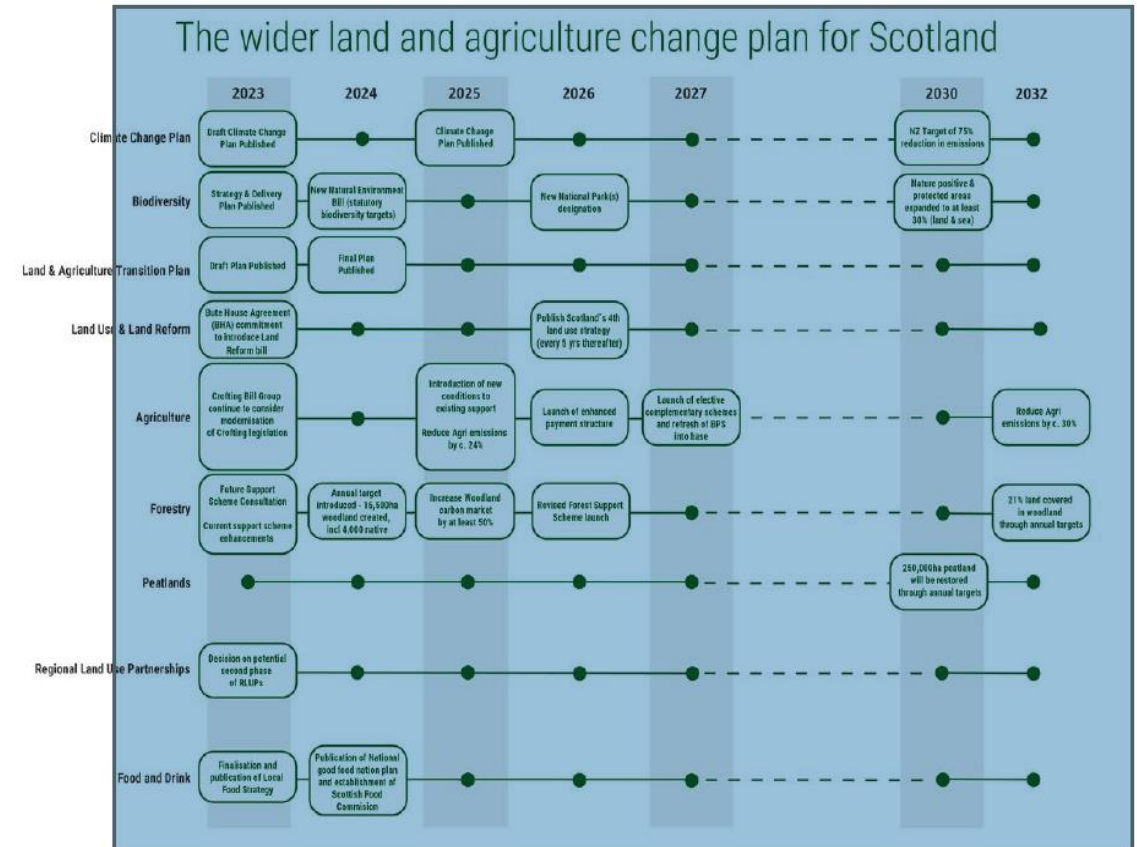 The wider land and agriculture change plan for Scotland
2023 2024 2025 2026 2027 2030 2032
Climate Change Plan
Draft Climate Change
Plan Published
Climate Change
Plan Published
NZ Target of 75%
reduction in emissions
Biodiversity
Strategy & Delivery
Plan Published
New Natural Environment
Bill (statutory
biodiversity targets)
New National Park(s)
designation
Nature positive &
protected areas
expanded to at least
30% (land & sea)
Land & Agriculture Transition Plan
Draft Plan Published
Final Plan
Published
Land Use & Land Reform
Bute House Agreement
(BHA) commitment
to introduce Land
Reform bill
Publish Scotland's 4th
land use strategy
(every 5 yrs thereafter)
Agriculture
Crofting Bill Group
continue to consider
modernisation
of Crofting legislation
Introduction of new
conditions to
existing support
Reduce Agri emissions
by c. 24%
Launch of enhanced
payment structure
Launch of elective
complementary schemes
and refresh of BPS
into base
Reduce Agri
emissions by c. 30%
Forestry
Future Support
Scheme Consultation
Current support scheme
enhancements
Annual target
introduced - 16,500ha
woodland created,
incl 4,000 native
Increase Woodland
carbon market
by at least 50%
Revised Forest Support
Scheme launch
21% land covered
in woodland
through annual targets
Peatlands
250,000ha peatland
will be restored
through annual targets
Regional Land Use Partnerships
Decision on potential
second phase
of RLUPs
Food and Drink
Finalisation and
publication of Local
Food Strategy
Publication of National
good food nation plan
and establishment of
Scottish Food
Commision